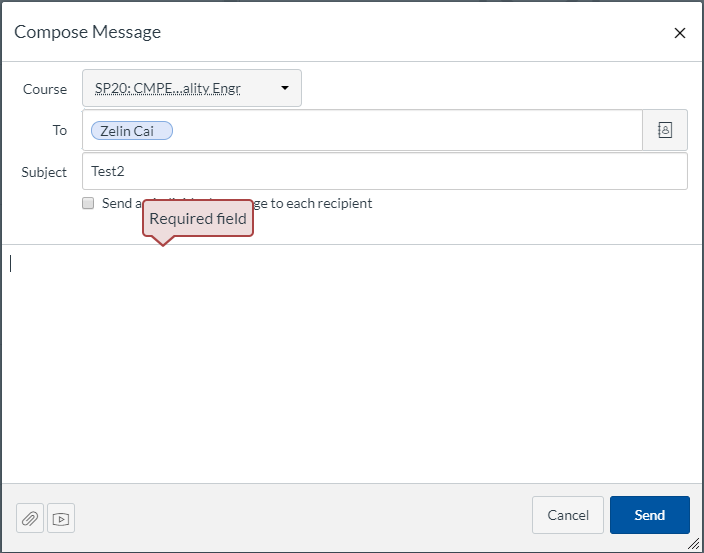 Compose Message
Course SP20: CMPE...ality Engr
To Zelin Cai
Subject Test2
Send a ge to each recipient
Required field
Cancel Send